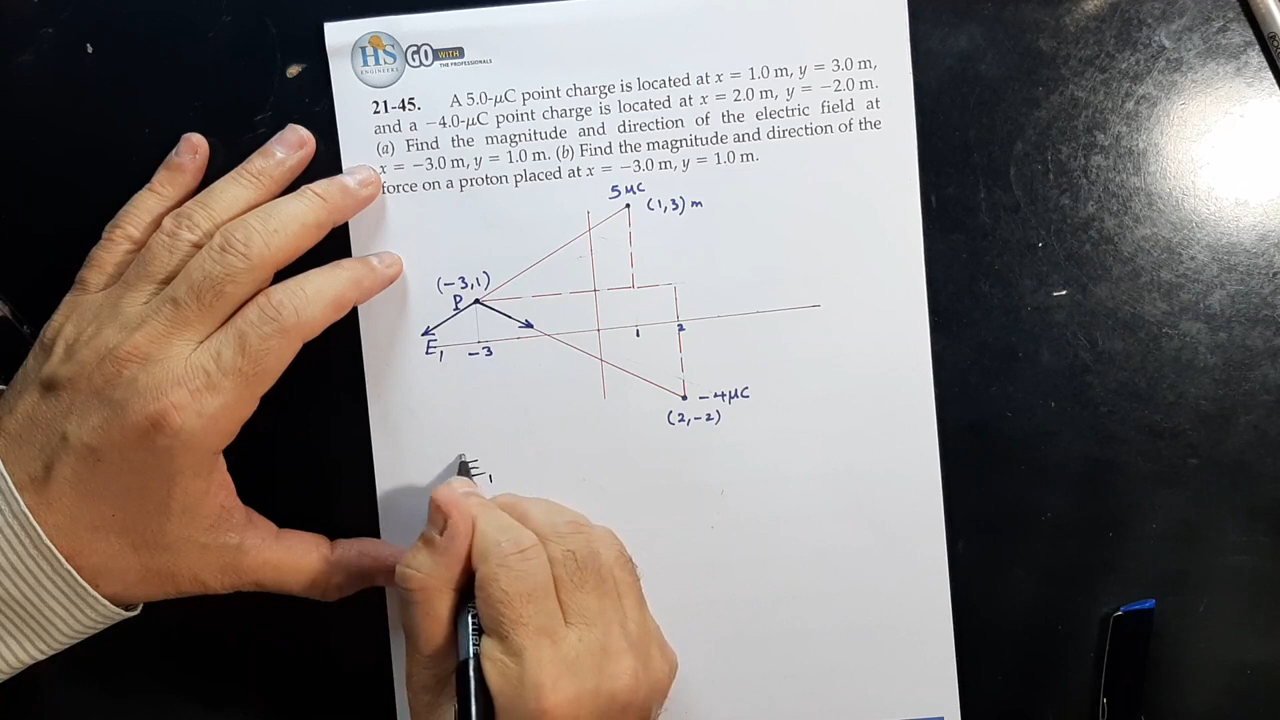 HS
ENGINEERS
GO WITH
THE PROFESSIONALS
21-45. A 5.0-μC point charge is located at x = 1.0 m, y = 3.0 m,
and a −4.0-μC point charge is located at x = 2.0 m, y = −2.0 m.
(a) Find the magnitude and direction of the electric field at
x = −3.0 m, y = 1.0 m. (b) Find the magnitude and direction of the
force on a proton placed at x = −3.0 m, y = 1.0 m.
5 μC
(1,3) m
(−3,1)
P
E₁
−3
1
2
−4μC
(2,−2)
E₁